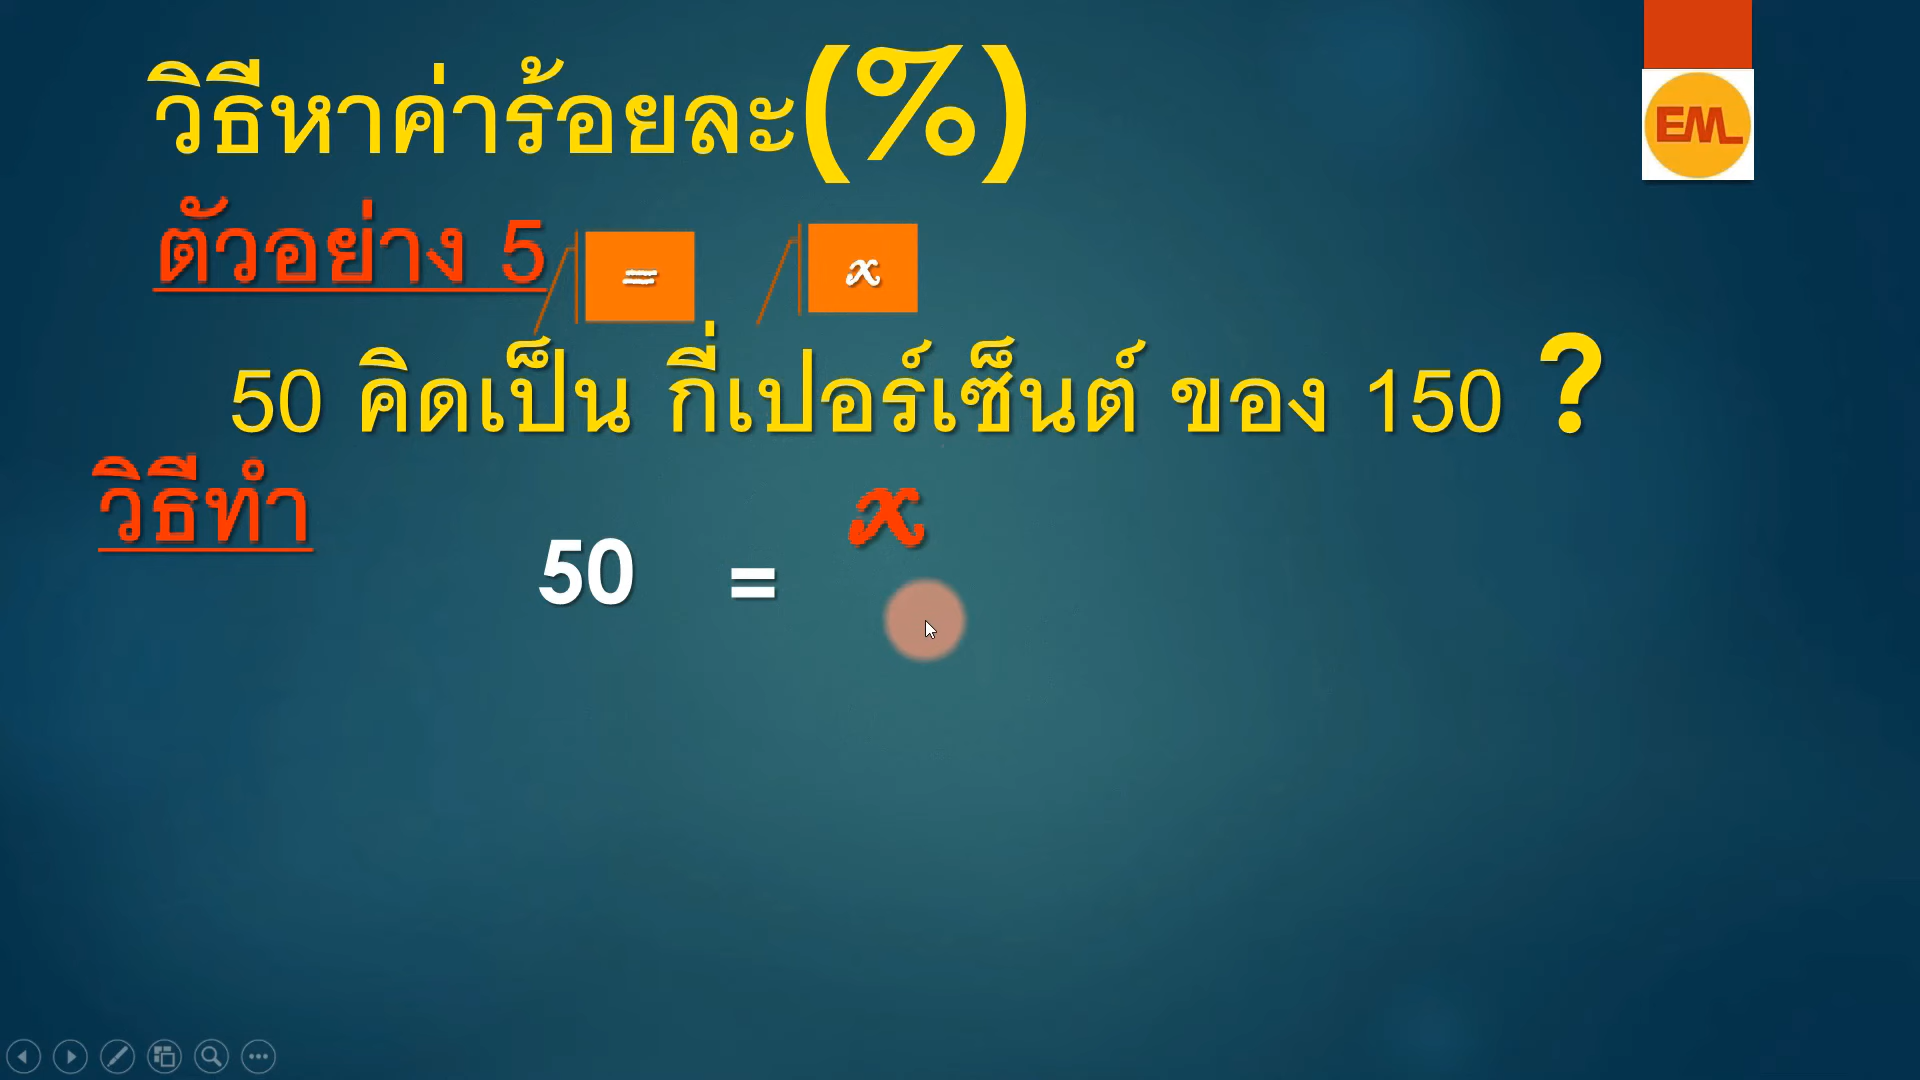 วิธีหาค่าร้อยละ(%)
EML
ตัวอย่าง 5
= x
50 คิดเป็น กี่เปอร์เซ็นต์ ของ 150 ?
วิธีทำ
50 = x